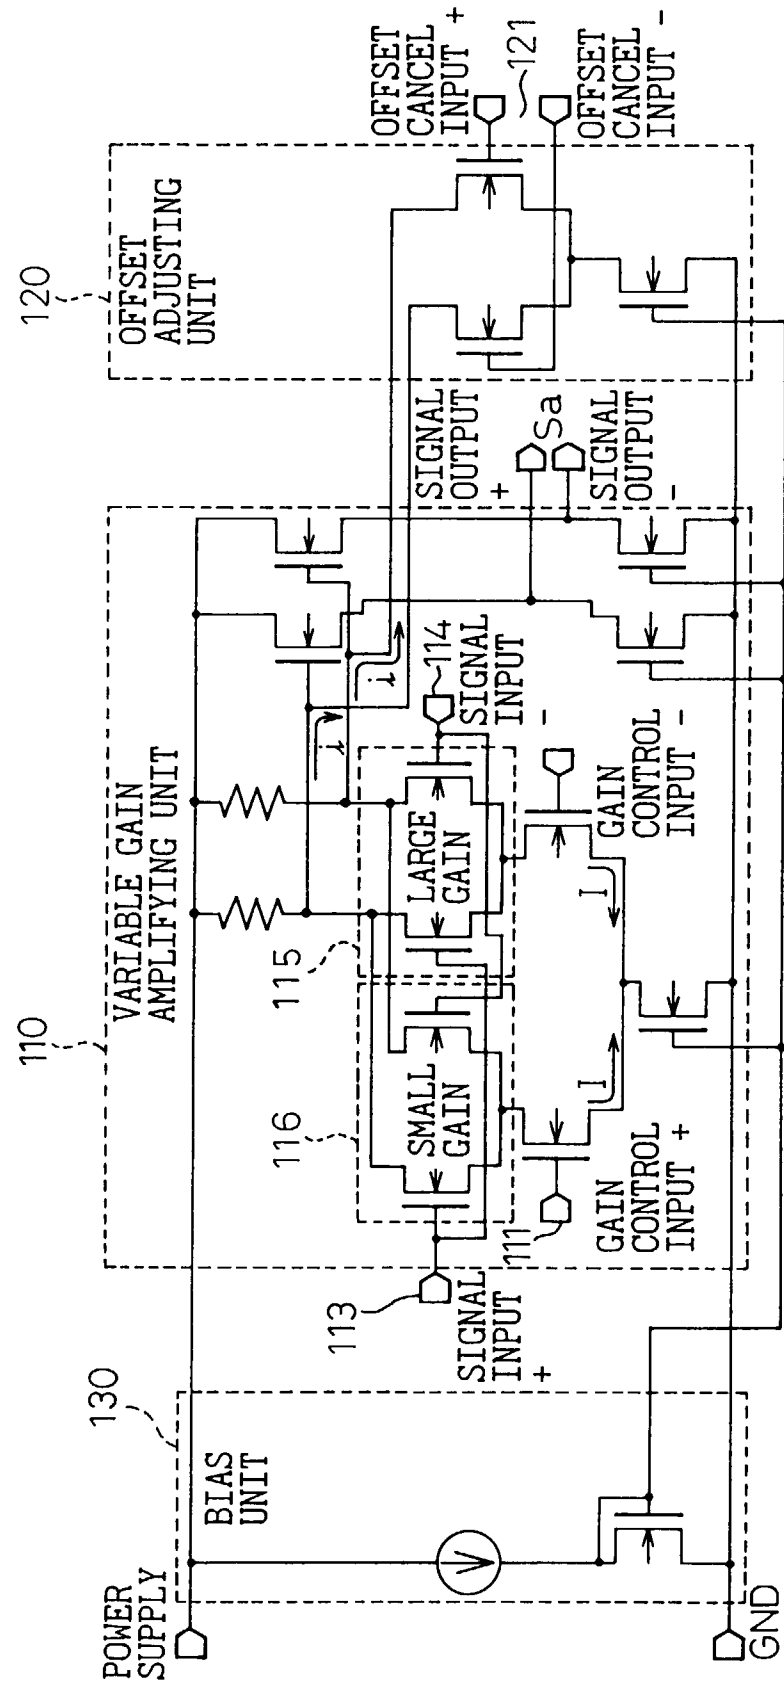 POWER
SUPPLY
130
BIAS
UNIT
GND
110
VARIABLE GAIN
AMPLIFYING UNIT
113
SIGNAL
INPUT
+
116
SMALL
GAIN
115
LARGE
GAIN
111
GAIN
CONTROL
INPUT +
I
I
GAIN
CONTROL
INPUT -
114
SIGNAL
INPUT
-
i
i
SIGNAL
OUTPUT
+
Sa
SIGNAL
OUTPUT
-
120
OFFSET
ADJUSTING
UNIT
OFFSET
CANCEL
INPUT +
121
OFFSET
CANCEL
INPUT -